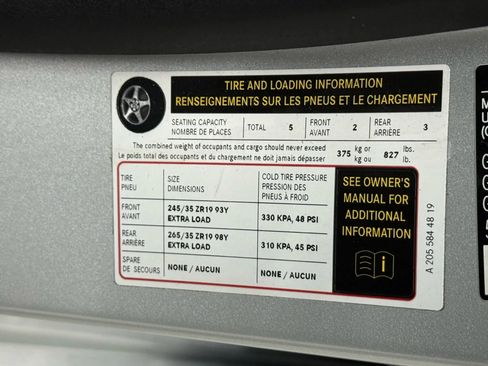 TIRE AND LOADING INFORMATION
RENSEIGNEMENTS SUR LES PNEUS ET LE CHARGEMENT
SEATING CAPACITY
NOMBRE DE PLACES
TOTAL 5
FRONT
AVANT
2
REAR
ARRIÈRE
3
The combined weight of occupants and cargo should never exceed
Le poids total des occupants et du chargement ne doit jamais dépasser
375
kg or
kg ou
827
lbs.
lb.
TIRE
PNEU
SIZE
DIMENSIONS
COLD TIRE PRESSURE
PRESSION DES
PNEUS À FROID
FRONT
AVANT
245/35 ZR19 93Y
EXTRA LOAD
330 KPA, 48 PSI
REAR
ARRIÈRE
265/35 ZR19 98Y
EXTRA LOAD
310 KPA, 45 PSI
SPARE
DE SECOURS
NONE / AUCUN
NONE / AUCUN
SEE OWNER'S
MANUAL FOR
ADDITIONAL
INFORMATION
A 205 584 48 19